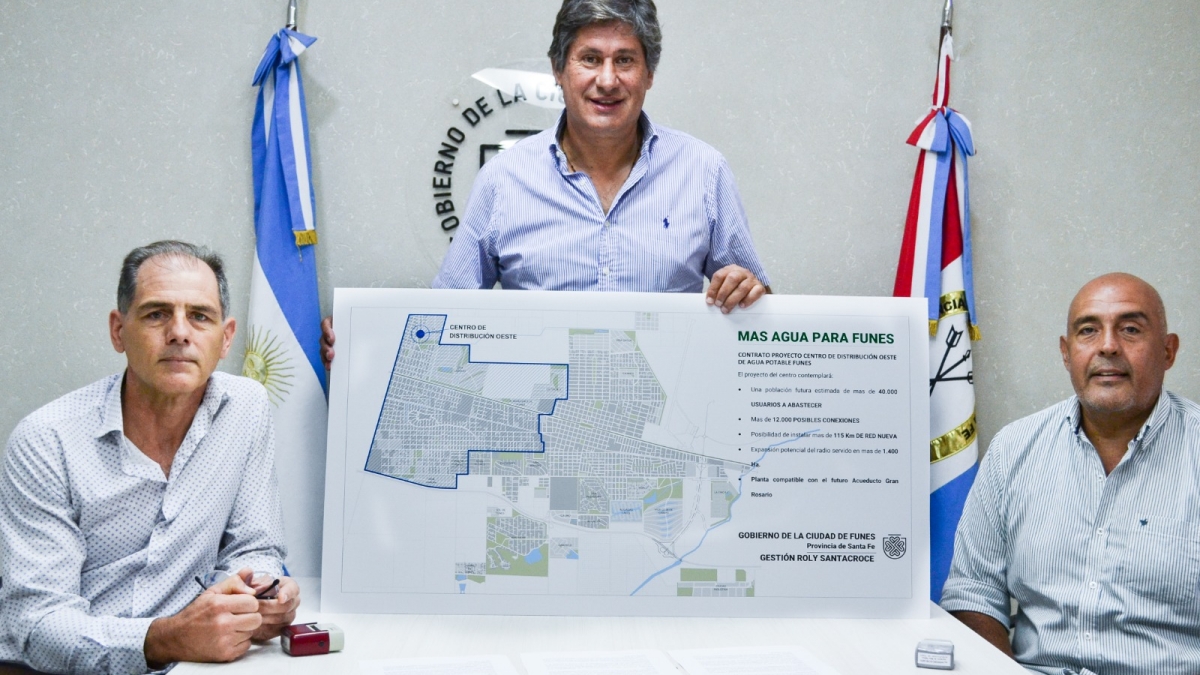 GOBIERNO DE LA CI
CENTRO DE
DISTRIBUCIÓN OESTE
MAS AGUA PARA FUNES
CONTRATO PROYECTO CENTRO DE DISTRIBUCIÓN OESTE
DE AGUA POTABLE FUNES
El proyecto del centro contemplará:
• Una población futura estimada de mas de 40.000
USUARIOS A ABASTECER
• Mas de 12.000 POSIBLES CONEXIONES
• Posibilidad de instalar mas de 115 Km DE RED NUEVA
• Expansión potencial del radio servido en mas de 1.400
Ha
• Planta compatible con el futuro Acueducto Gran
Rosario
GOBIERNO DE LA CIUDAD DE FUNES
Provincia de Santa Fe
GESTIÓN ROLY SANTACROCE